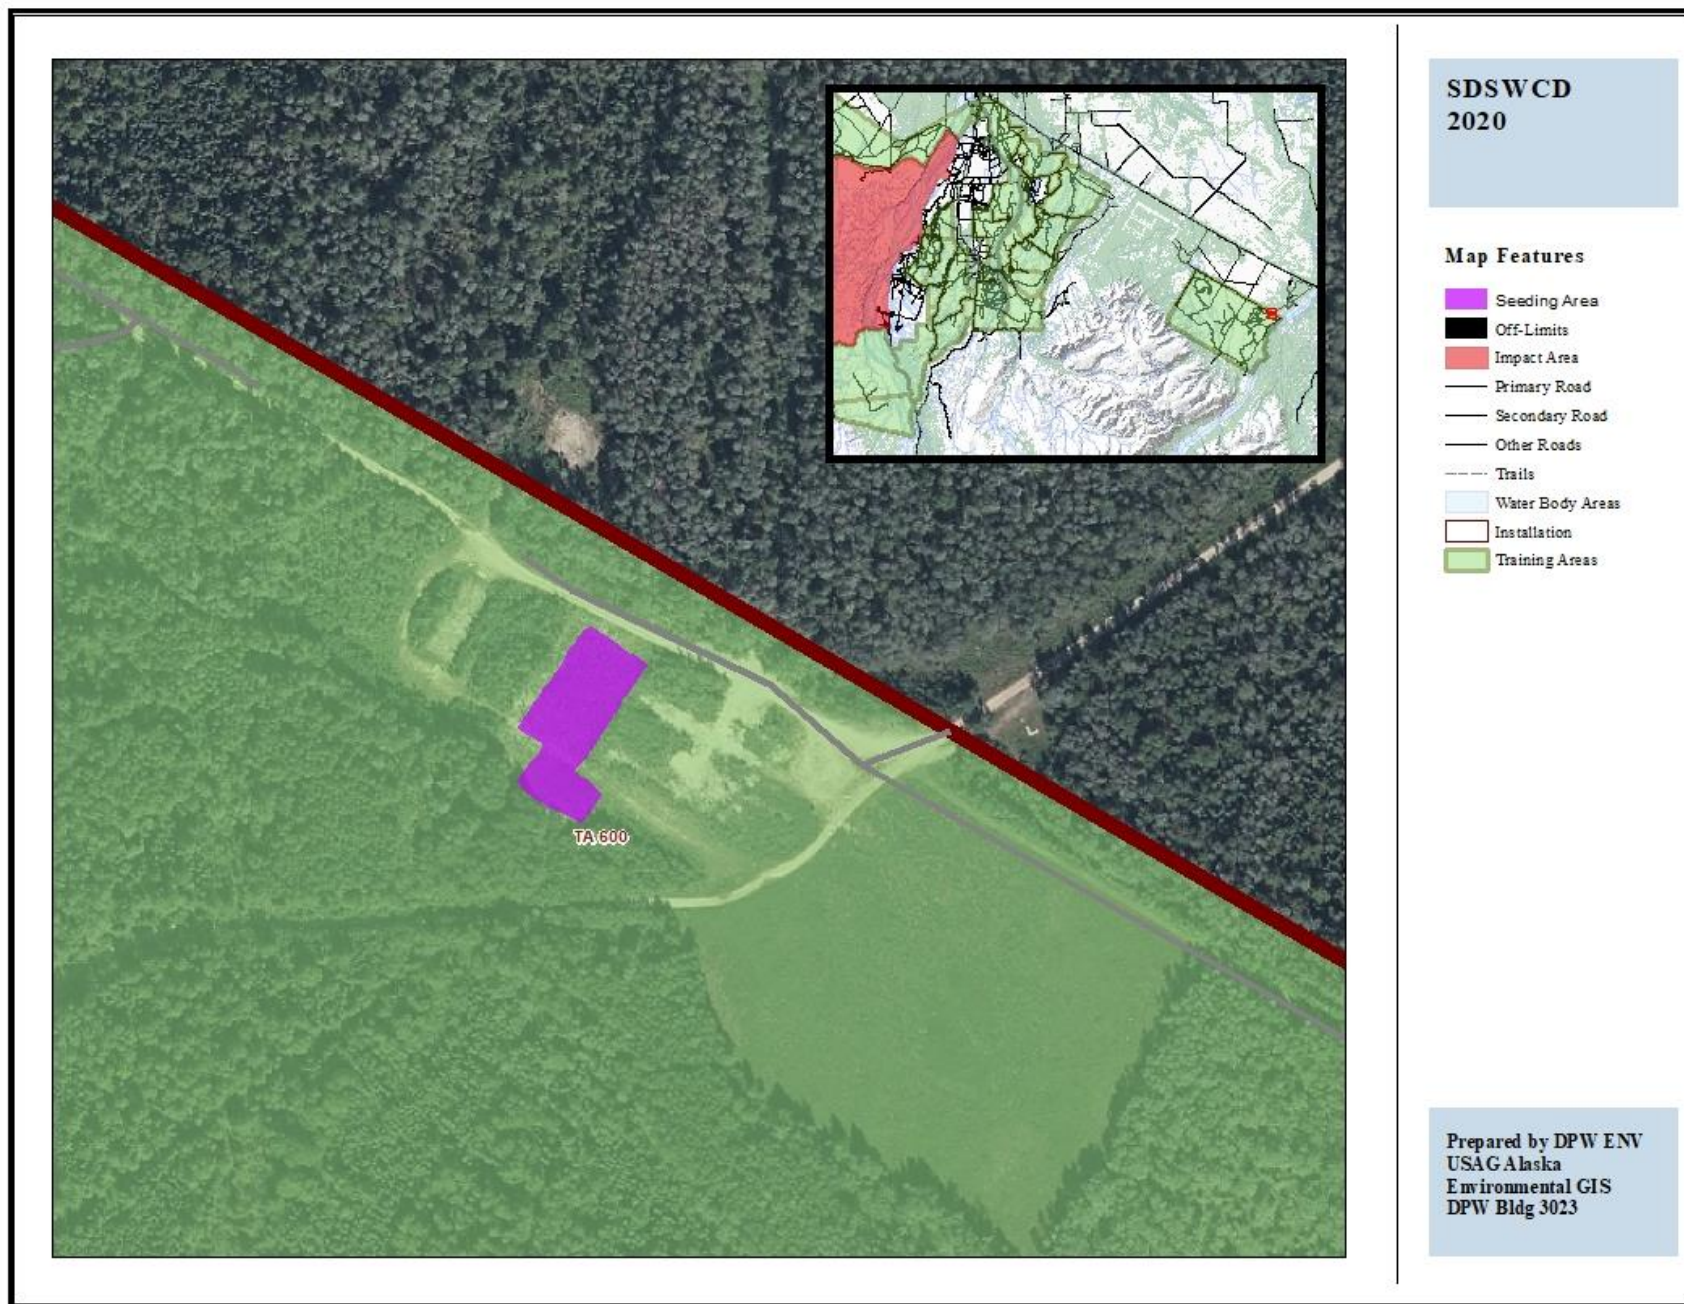 SDSWCD
2020
Map Features
Seeding Area
Off-Limits
Impact Area
Primary Road
Secondary Road
Other Roads
Trails
Water Body Areas
Installation
Training Areas
TA 600
Prepared by DPW ENV
USAG Alaska
Environmental GIS
DPW Bldg 3023